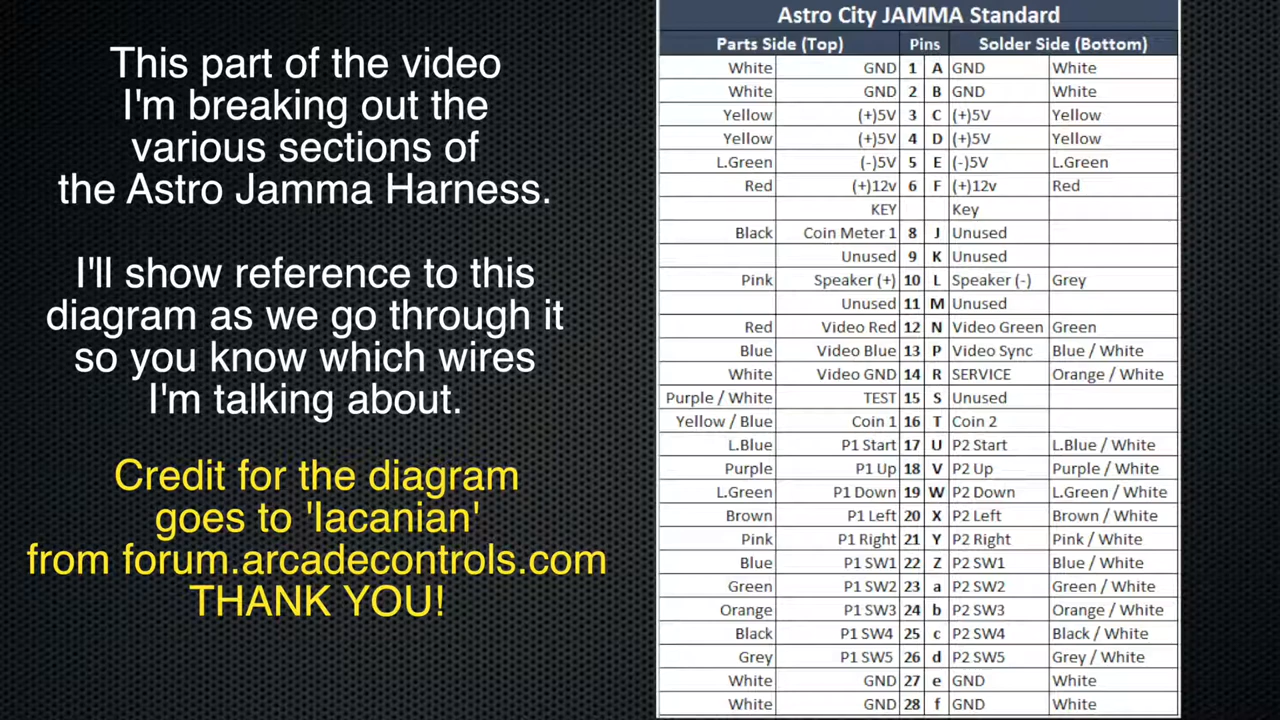 This part of the video
I'm breaking out the
various sections of
the Astro Jamma Harness.
I'll show reference to this
diagram as we go through it
so you know which wires
I'm talking about.
Credit for the diagram
goes to 'lacanian'
from forum.arcadecontrols.com
THANK YOU!
Astro City JAMMA Standard
Parts Side (Top) Pins Solder Side (Bottom)
White GND 1 A GND White
White GND 2 B GND White
Yellow (+)5V 3 C (+)5V Yellow
Yellow (+)5V 4 D (+)5V Yellow
L.Green (-)5V 5 E (-)5V L.Green
Red (+)12v 6 F (+)12v Red
KEY Key
Black Coin Meter 1 8 J Unused
Unused 9 K Unused
Pink Speaker (+) 10 L Speaker (-) Grey
Unused 11 M Unused
Red Video Red 12 N Video Green Green
Blue Video Blue 13 P Video Sync Blue / White
White Video GND 14 R SERVICE Orange / White
Purple / White TEST 15 S Unused
Yellow / Blue Coin 1 16 T Coin 2
L.Blue P1 Start 17 U P2 Start L.Blue / White
Purple P1 Up 18 V P2 Up Purple / White
L.Green P1 Down 19 W P2 Down L.Green / White
Brown P1 Left 20 X P2 Left Brown / White
Pink P1 Right 21 Y P2 Right Pink / White
Blue P1 SW1 22 Z P2 SW1 Blue / White
Green P1 SW2 23 a P2 SW2 Green / White
Orange P1 SW3 24 b P2 SW3 Orange / White
Black P1 SW4 25 c P2 SW4 Black / White
Grey P1 SW5 26 d P2 SW5 Grey / White
White GND 27 e GND White
White GND 28 f GND White